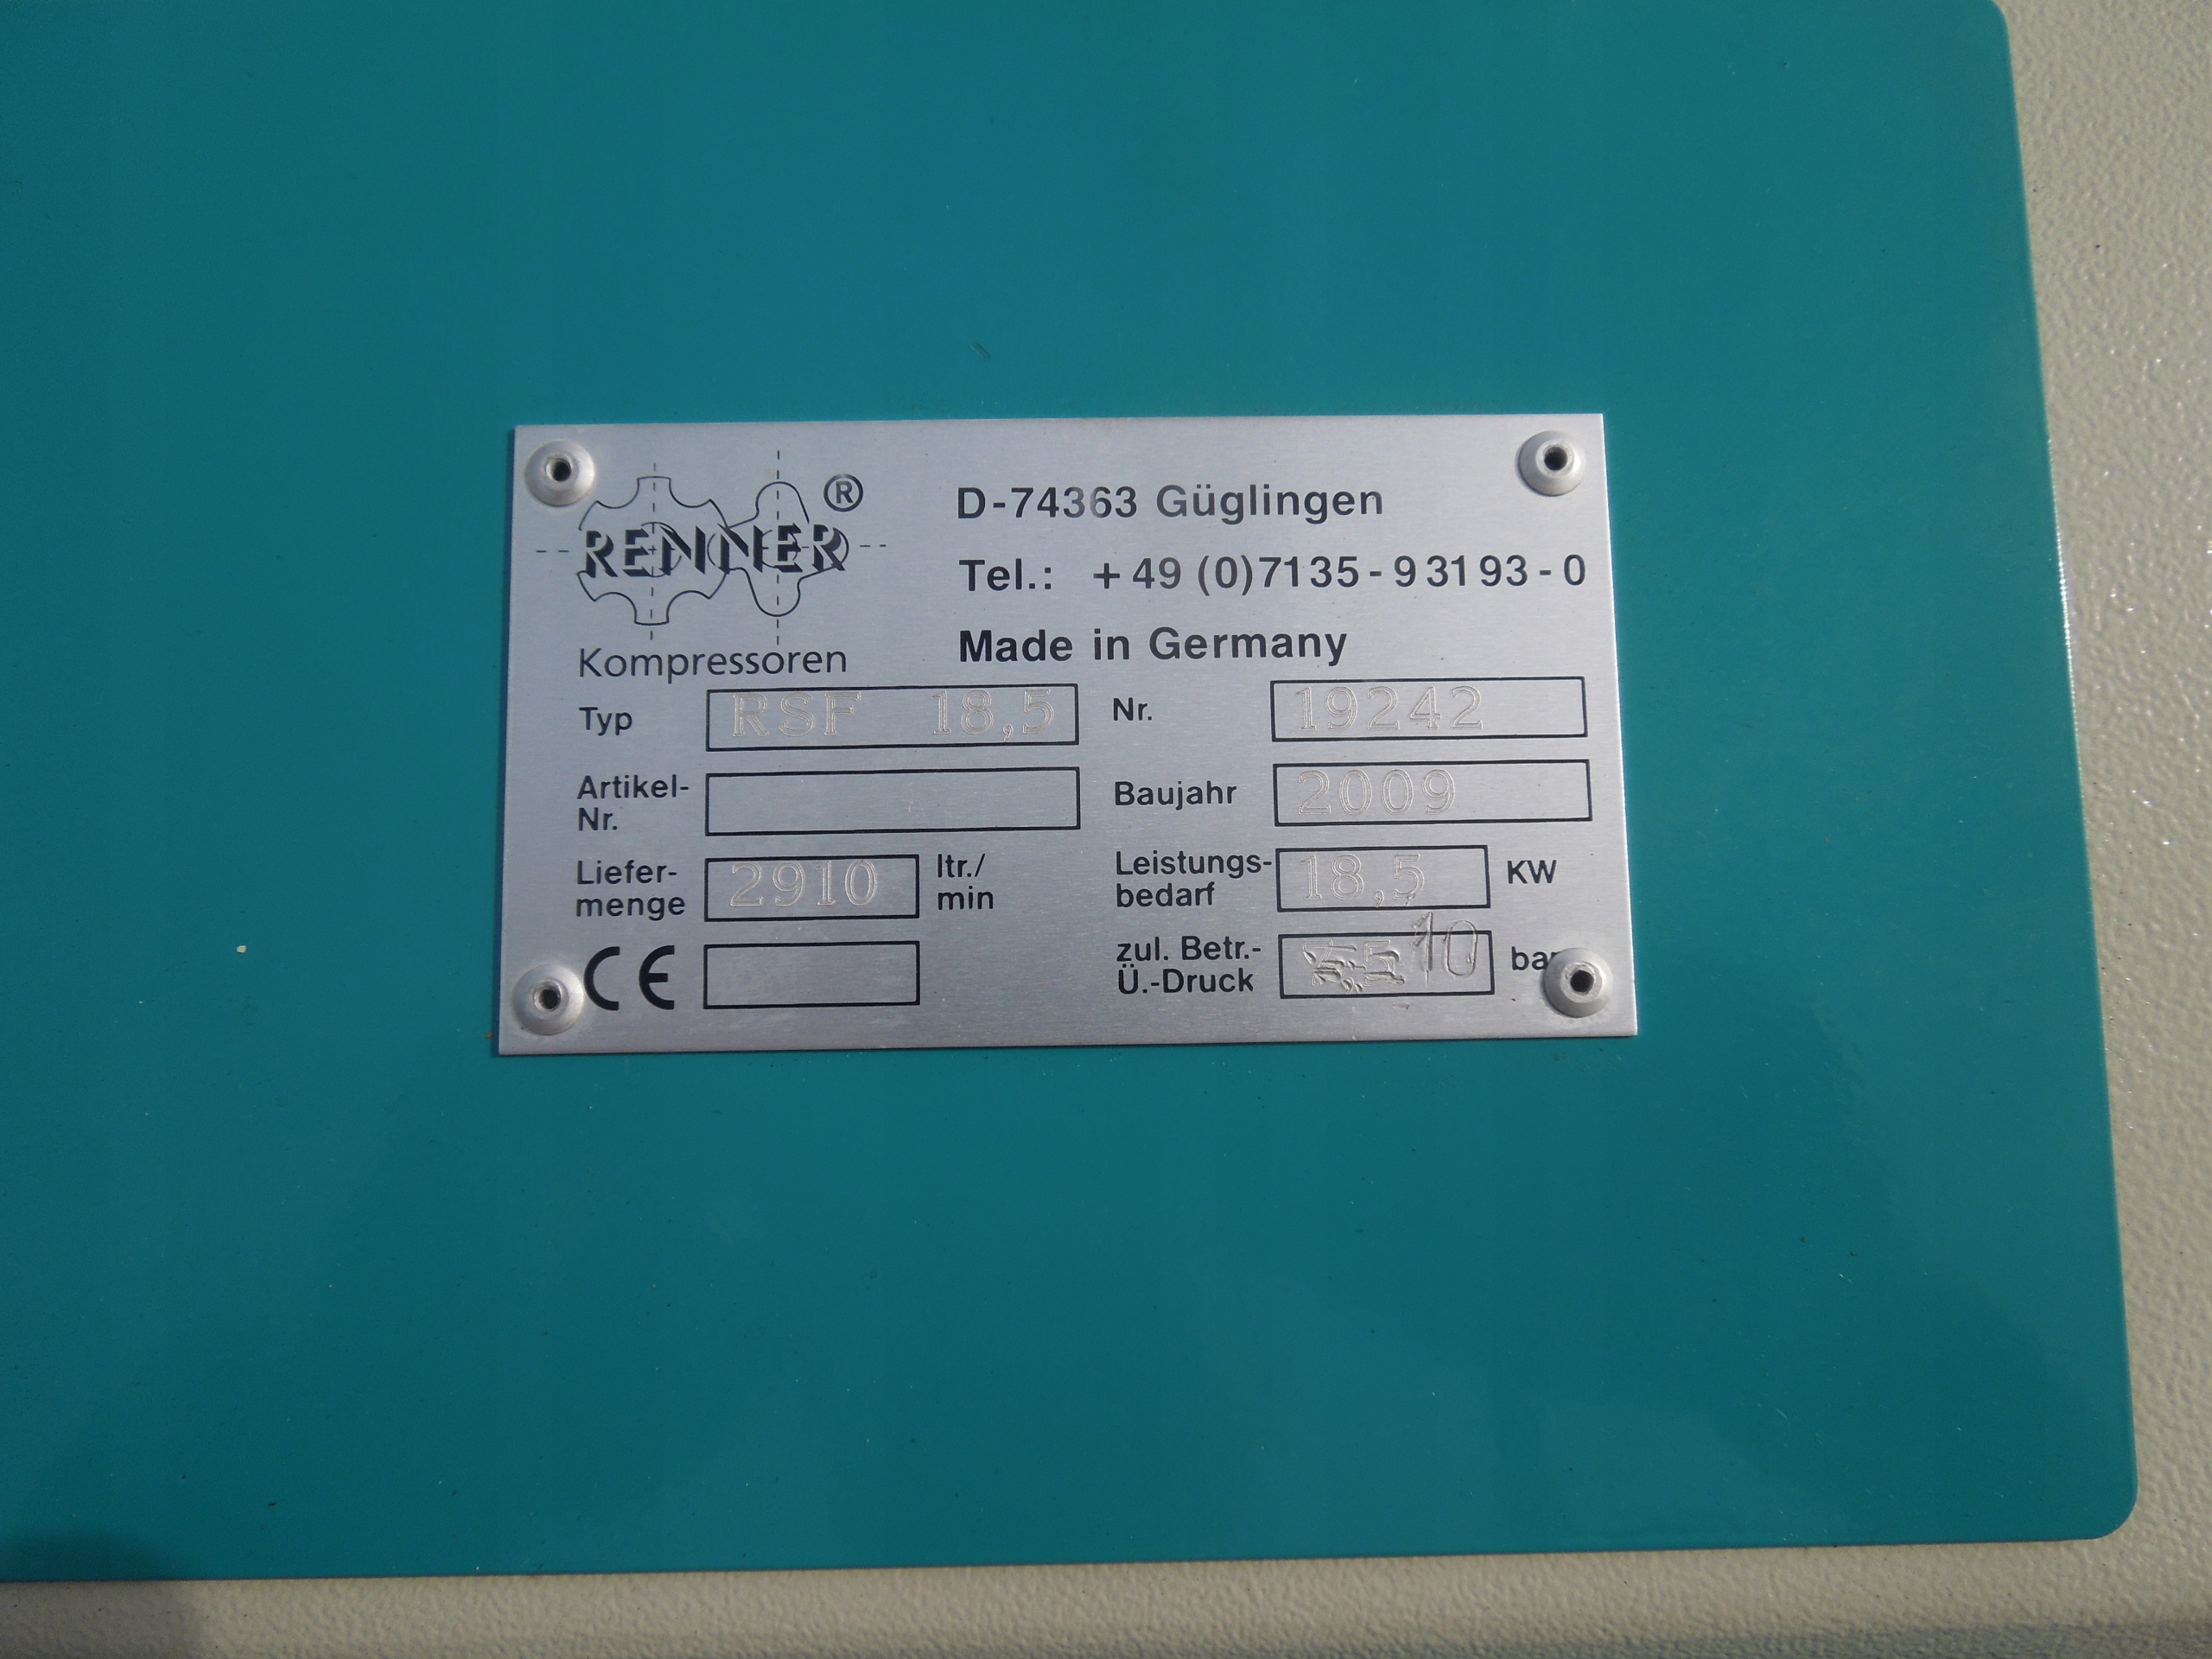 RENNER ®
Kompressoren
D-74363 Güglingen
Tel.: +49 (0)7135-93193-0
Made in Germany
Typ RSF 18,5 Nr. 19242
Artikel-
Nr.
Baujahr 2009
Liefer-
menge 2910 ltr./
min
Leistungs-
bedarf 18,5 KW
CE
zul. Betr.-
Ü.-Druck 10 bar